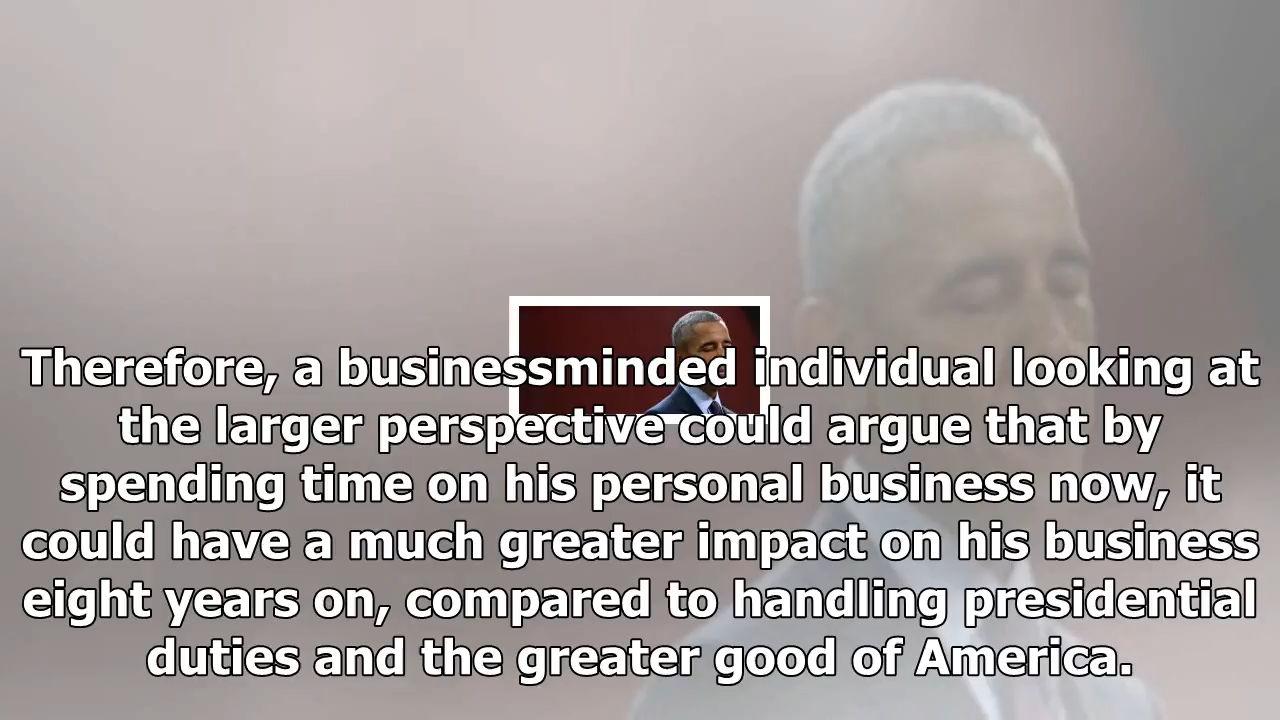 Therefore, a businessminded individual looking at
the larger perspective could argue that by
spending time on his personal business now, it
could have a much greater impact on his business
eight years on, compared to handling presidential
duties and the greater good of America.